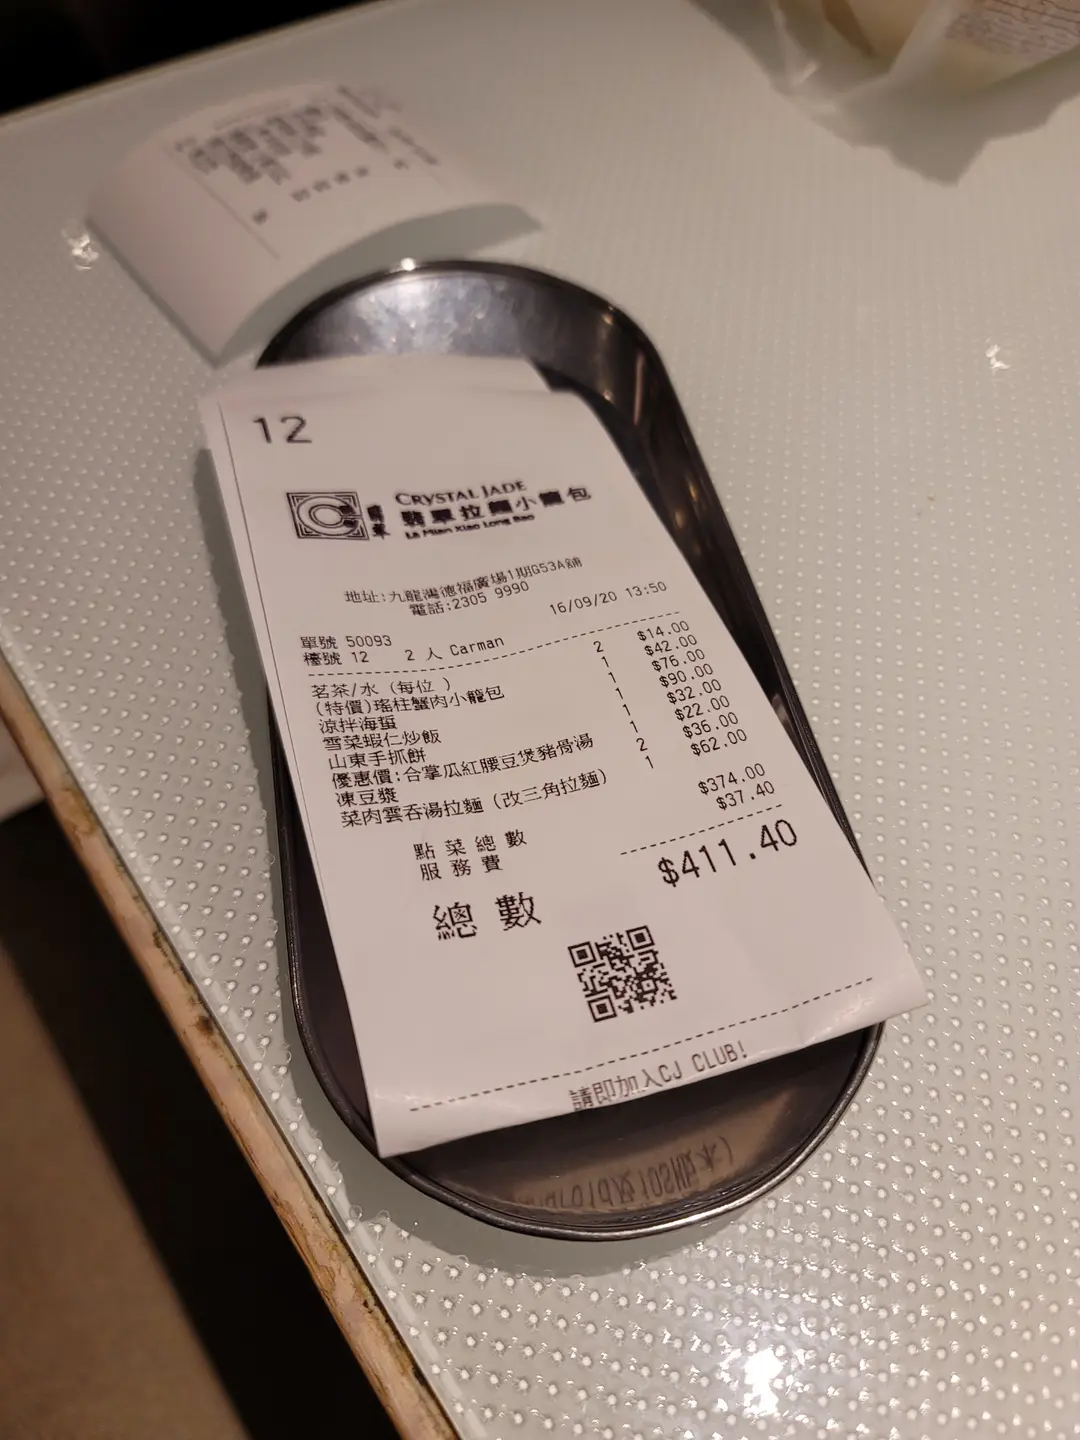 12
CRYSTAL JADE
翡翠拉麵小籠包
La Mian Xiao Long Bao
翡翠
地址:九龍灣德福廣場1期G53A舖
電話:2305 9990
16/09/20 13:50
單號 50093
檯號 12 2 人 Carman
茗茶/水 (每位 ) 2 $14.00
(特價)瑤柱蟹肉小籠包 1 $42.00
涼拌海蜇 1 $76.00
雪菜蝦仁炒飯 1 $90.00
山東手抓餅 1 $32.00
優惠價:合掌瓜紅腰豆煲豬骨湯 1 $22.00
凍豆漿 2 $36.00
菜肉雲吞湯拉麵 (改三角拉麵) 1 $62.00
點菜總數 $374.00
服務費 $37.40
總數 $411.40
請即加入CJ CLUB!